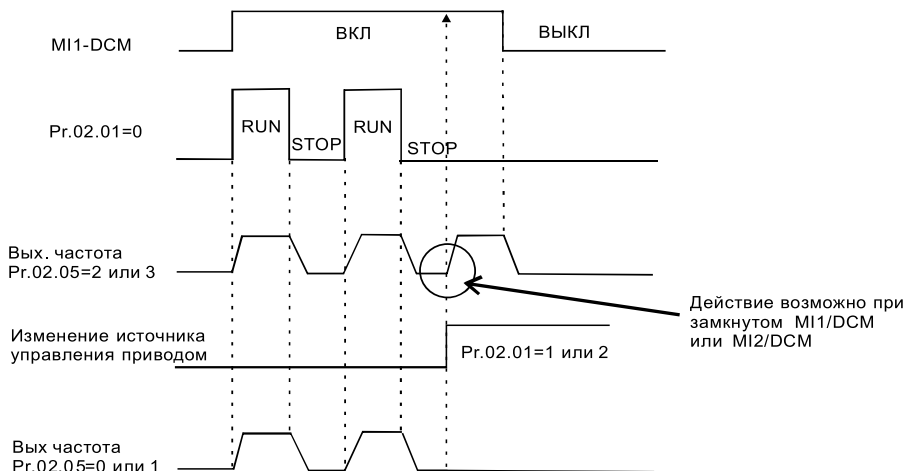 MI1-DCM
ВКЛ
ВЫКЛ
Pr.02.01=0
RUN
STOP
RUN
STOP
Вых. частота
Pr.02.05=2 или 3
Действие возможно при
замкнутом MI1/DCM
или MI2/DCM
Изменение источника
управления приводом
Pr.02.01=1 или 2
Вых частота
Pr.02.05=0 или 1